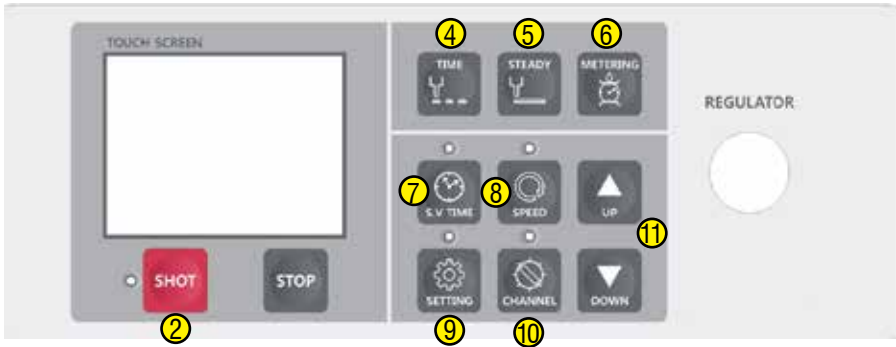 ④ ⑤ ⑥
TOUCH SCREEN
TIME STEADY METERING
REGULATOR
⑦ ⑧
S.V TIME SPEED UP
⑪
SHOT STOP
SETTING CHANNEL DOWN
② ⑨ ⑩